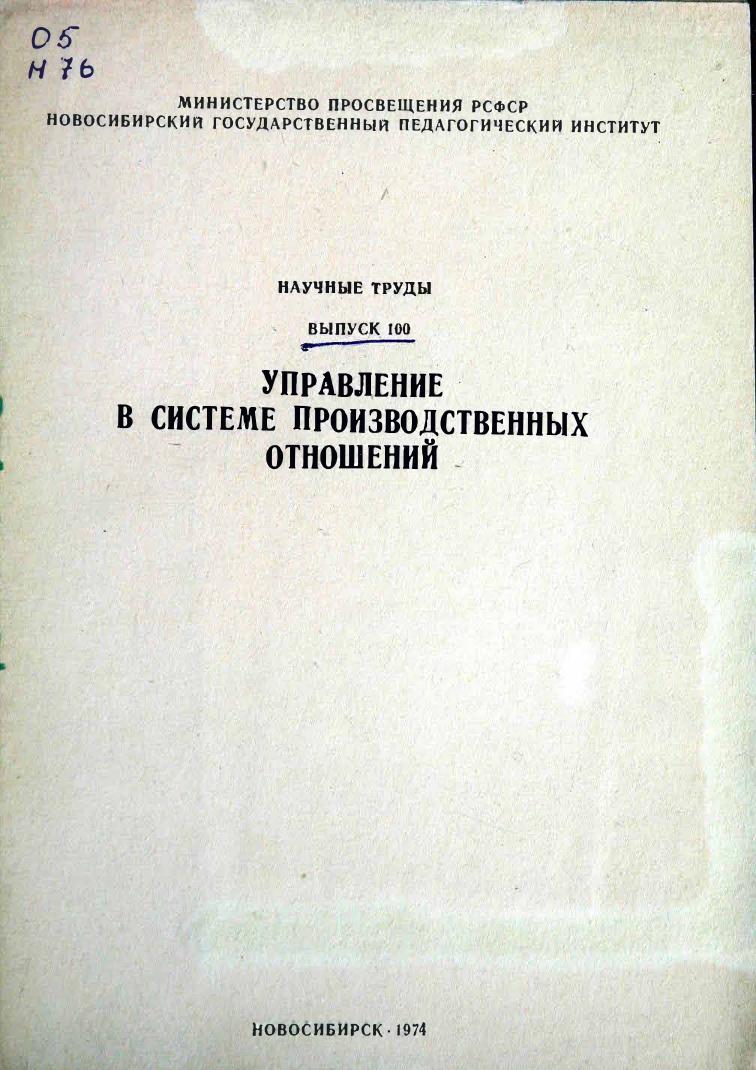 05
Н 76
МИНИСТЕРСТВО ПРОСВЕЩЕНИЯ РСФСР
НОВОСИБИРСКИЙ ГОСУДАРСТВЕННЫЙ ПЕДАГОГИЧЕСКИЙ ИНСТИТУТ
НАУЧНЫЕ ТРУДЫ
ВЫПУСК 100
УПРАВЛЕНИЕ
В СИСТЕМЕ ПРОИЗВОДСТВЕННЫХ
ОТНОШЕНИЙ
НОВОСИБИРСК · 1974